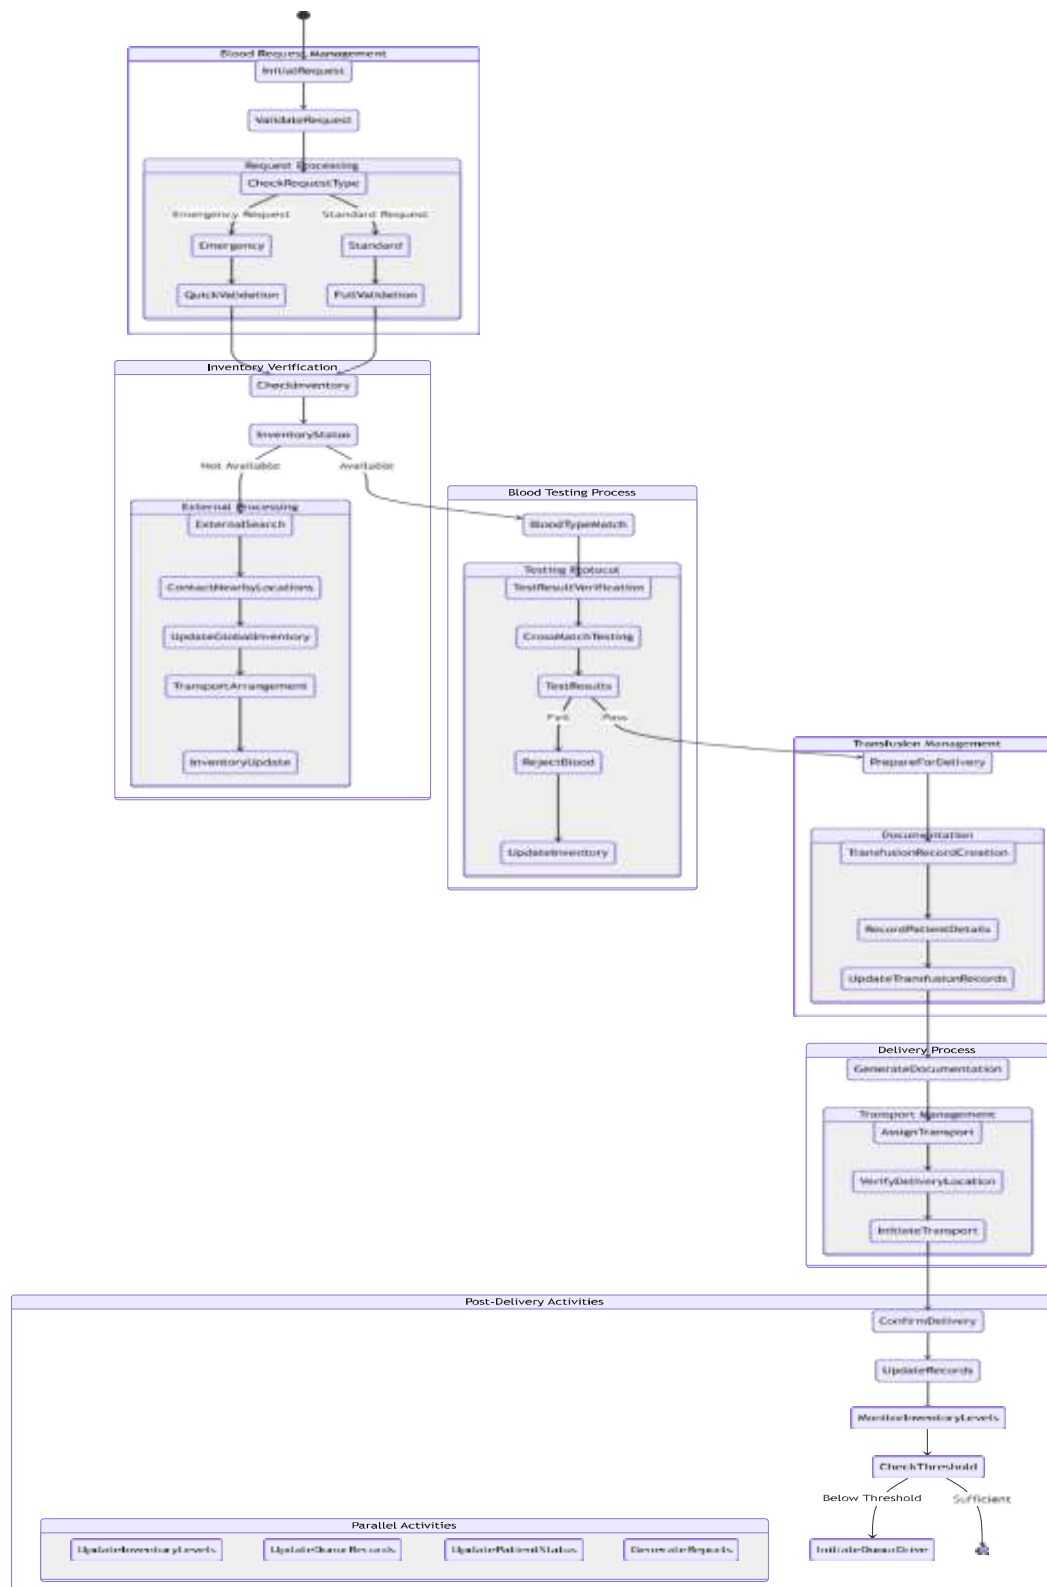 Blood Request Management
InitialRequest
ValidateRequest
Request Processing
CheckRequestType
Emergency Request
Standard Request
Emergency
Standard
QuickValidation
FullValidation
Inventory Verification
CheckInventory
InventoryStatus
Not Available
Available
Blood Testing Process
External Processing
ExternalSearch
BloodTypeMatch
Testing Protocol
ContactNearbyLocations
TestResultVerification
UpdateGlobalInventory
CrossMatchTesting
TransportArrangement
TestResults
Fail
Pass
Transfusion Management
InventoryUpdate
RejectBlood
PrepareForDelivery
Documentation
UpdateInventory
TransfusionRecordCreation
RecordPatientDetails
UpdateTransfusionRecords
Delivery Process
GenerateDocumentation
Transport Management
AssignTransport
VerifyDeliveryLocation
InitiateTransport
Post-Delivery Activities
ConfirmDelivery
UpdateRecords
MonitorInventoryLevels
CheckThreshold
Below Threshold
Sufficient
Parallel Activities
UpdateInventoryLevels
UpdateDonorRecords
UpdatePatientStatus
GenerateReports
InitiateDonorDrive